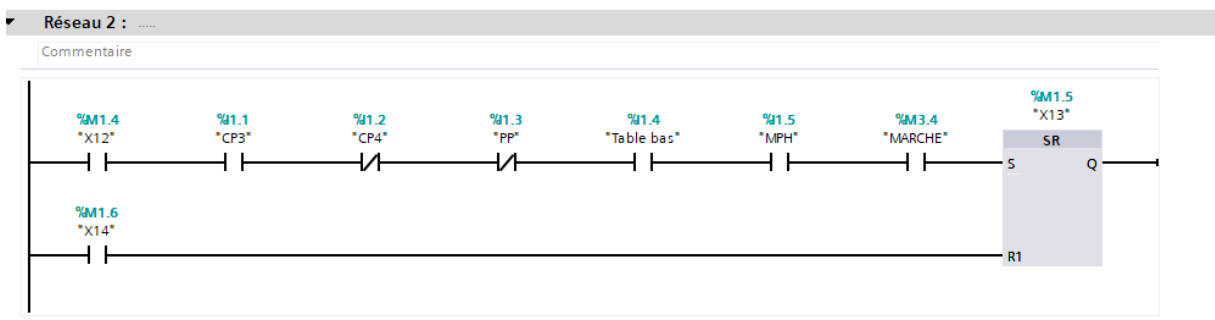 Réseau 2 : .....
Commentaire
%M1.5
"X13"
%M1.4 %I1.1 %I1.2 %I1.3 %I1.4 %I1.5 %M3.4
"X12" "CP3" "CP4" "PP" "Table bas" "MPH" "MARCHE"
SR
S Q
%M1.6
"X14"
R1